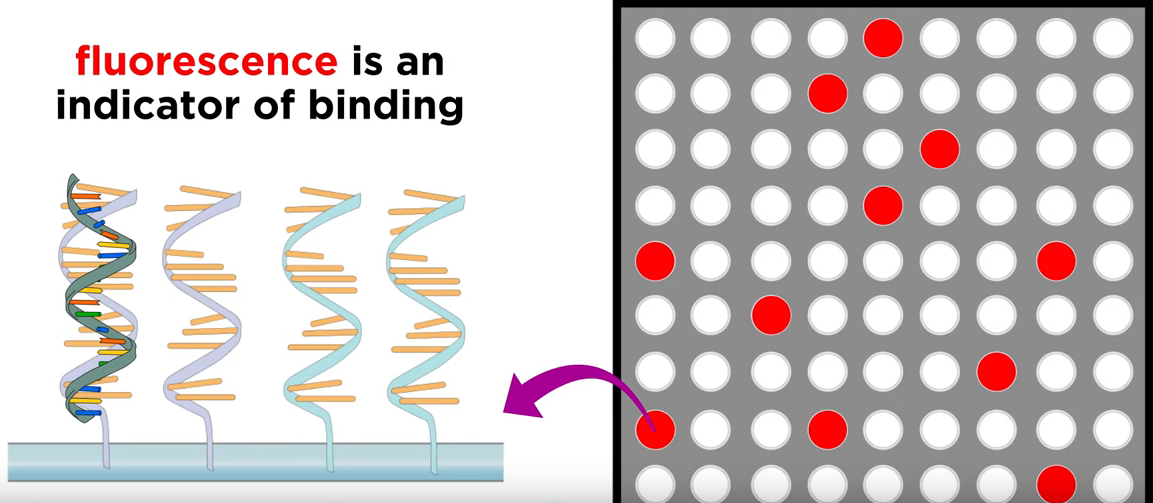 fluorescence is an
indicator of binding